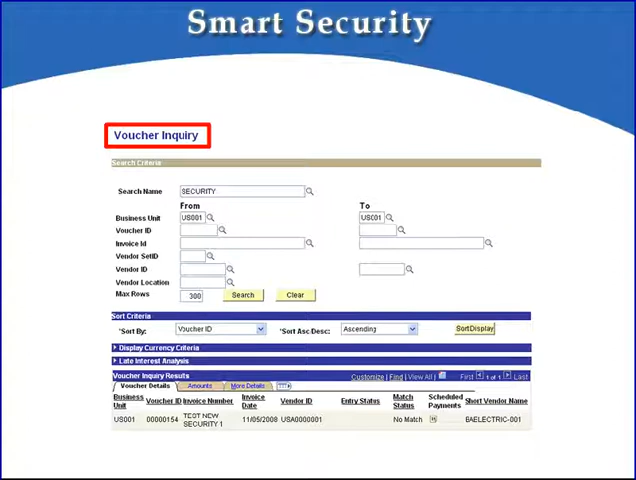 Smart Security
Voucher Inquiry
Search Criteria
Search Name SECURITY
From To
Business Unit US001 US001
Voucher ID
Invoice Id
Vendor SetID
Vendor ID
Vendor Location
Max Rows 300 Search Clear
Sort Criteria
*Sort By: Voucher ID *Sort Asc/Desc: Ascending SortDisplay
Display Currency Criteria
Late Interest Analysis
Voucher Inquiry Results Customize | Find | View All | First 1 of 1 Last
Voucher Details Amounts More Details
Business Unit Voucher ID Invoice Number Invoice Date Vendor ID Entry Status Match Status Scheduled Payments Short Vendor Name
US001 00000154 TEST NEW SECURITY 1 11/05/2008 USA0000001 No Match BAELECTRIC-001